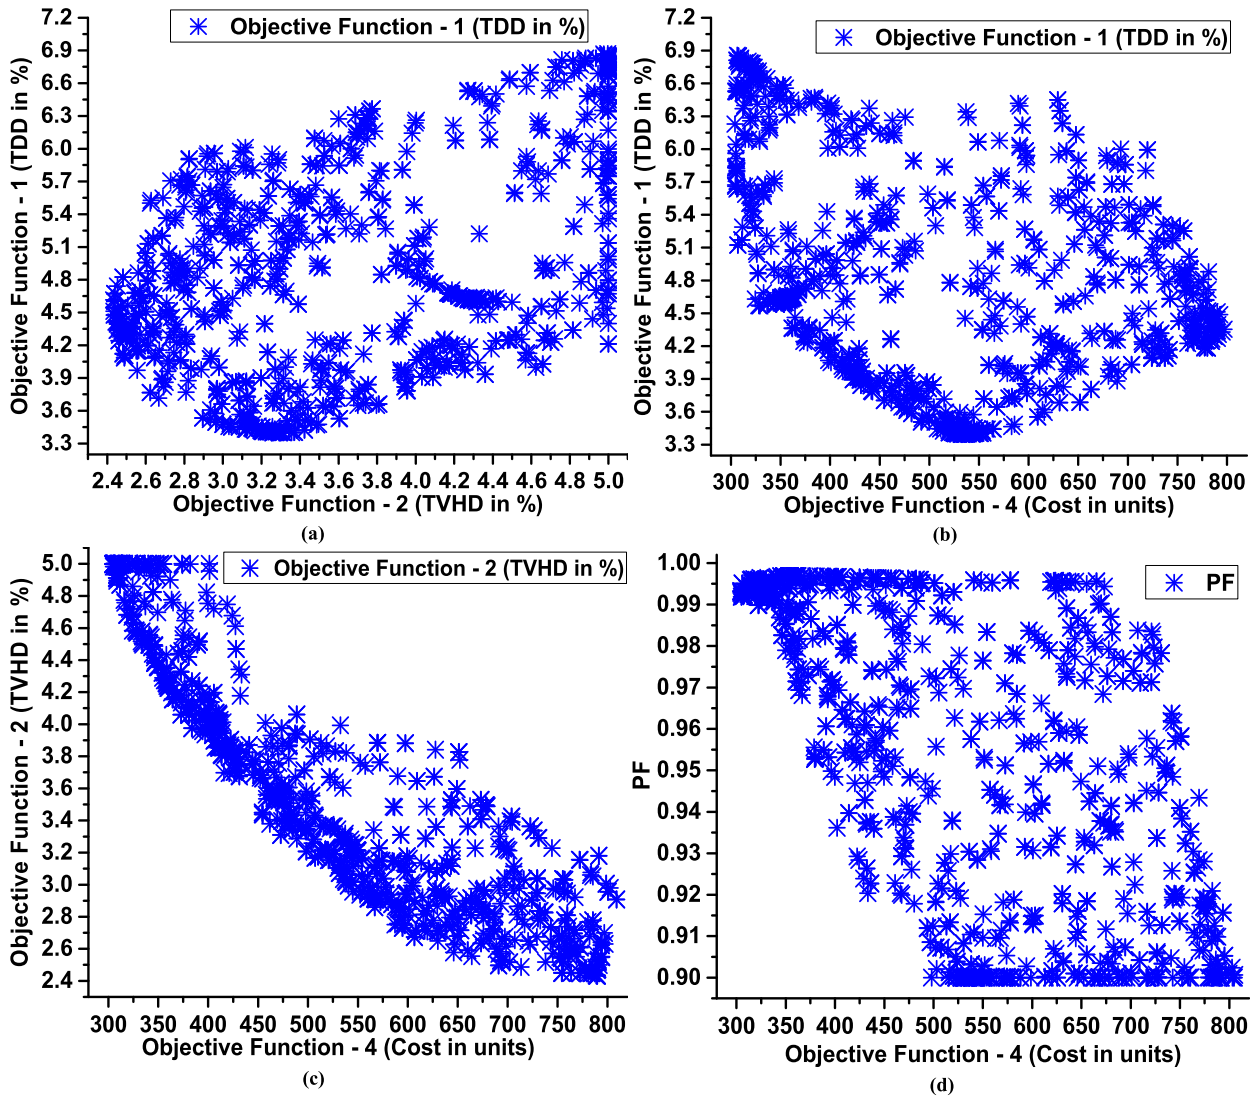 7.2
6.9
6.6
6.3
6.0
5.7
5.4
5.1
4.8
4.5
4.2
3.9
3.6
3.3
Objective Function - 1 (TDD in %)
Objective Function - 1 (TDD in %)
2.4 2.6 2.8 3.0 3.2 3.4 3.6 3.8 4.0 4.2 4.4 4.6 4.8 5.0
Objective Function - 2 (TVHD in %)
(a)
7.2
6.9
6.6
6.3
6.0
5.7
5.4
5.1
4.8
4.5
4.2
3.9
3.6
3.3
Objective Function - 1 (TDD in %)
Objective Function - 1 (TDD in %)
300 350 400 450 500 550 600 650 700 750 800
Objective Function - 4 (Cost in units)
(b)
5.0
4.8
4.6
4.4
4.2
4.0
3.8
3.6
3.4
3.2
3.0
2.8
2.6
2.4
Objective Function - 2 (TVHD in %)
Objective Function - 2 (TVHD in %)
300 350 400 450 500 550 600 650 700 750 800
Objective Function - 4 (Cost in units)
(c)
1.00
0.99
0.98
0.97
0.96
0.95
0.94
0.93
0.92
0.91
0.90
PF
PF
300 350 400 450 500 550 600 650 700 750 800
Objective Function - 4 (Cost in units)
(d)